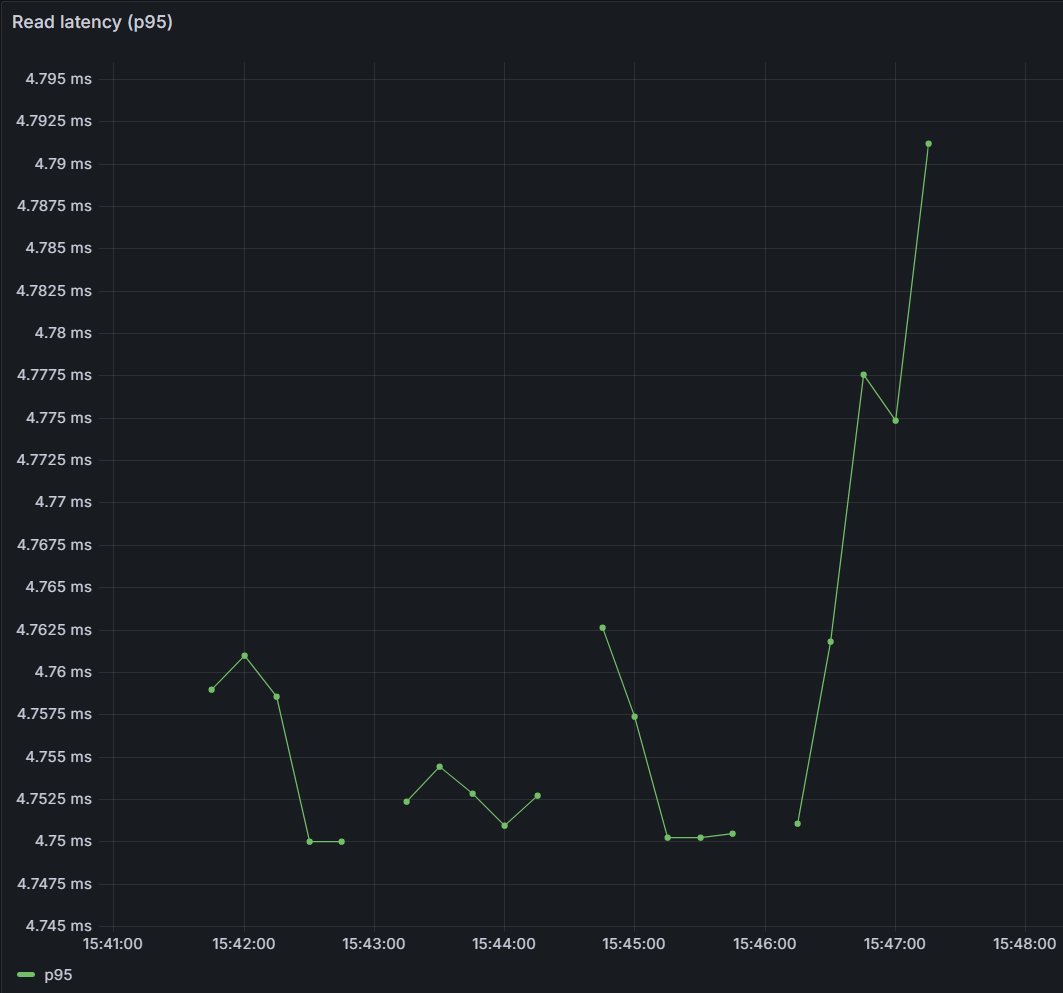 Read latency (p95)
4.795 ms
4.7925 ms
4.79 ms
4.7875 ms
4.785 ms
4.7825 ms
4.78 ms
4.7775 ms
4.775 ms
4.7725 ms
4.77 ms
4.7675 ms
4.765 ms
4.7625 ms
4.76 ms
4.7575 ms
4.755 ms
4.7525 ms
4.75 ms
4.7475 ms
4.745 ms
15:41:00 15:42:00 15:43:00 15:44:00 15:45:00 15:46:00 15:47:00 15:48:00
p95